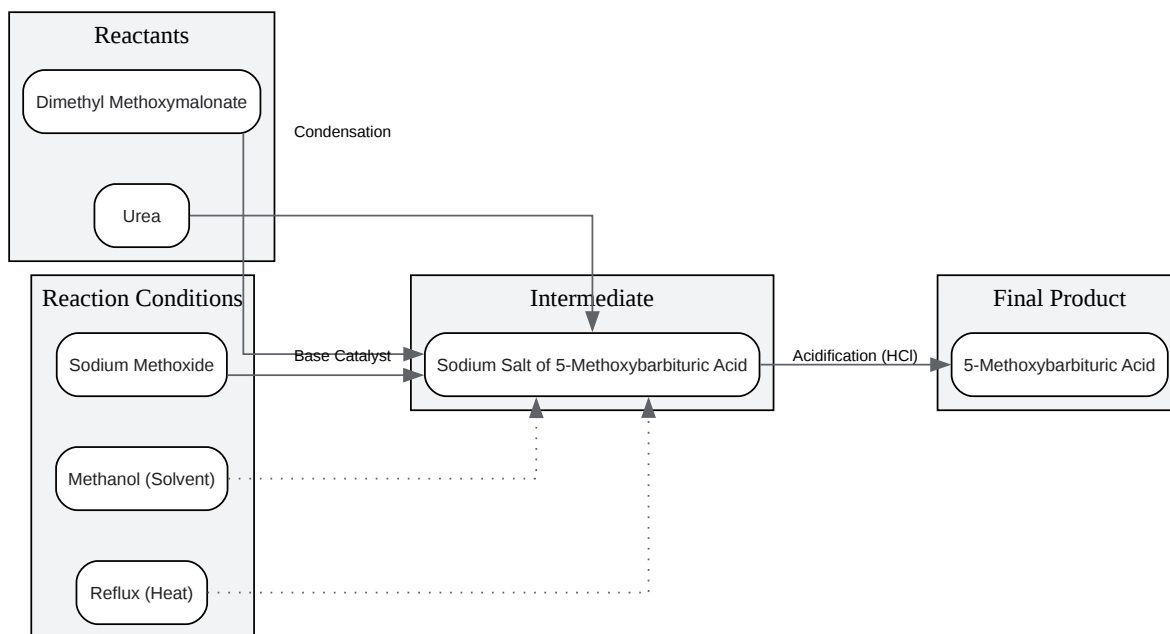 Reactants
Dimethyl Methoxymalonate
Condensation
Urea
Reaction Conditions
Intermediate
Final Product
Sodium Methoxide
Base Catalyst
Sodium Salt of 5-Methoxybarbituric Acid
Acidification (HCl)
5-Methoxybarbituric Acid
Methanol (Solvent)
Reflux (Heat)